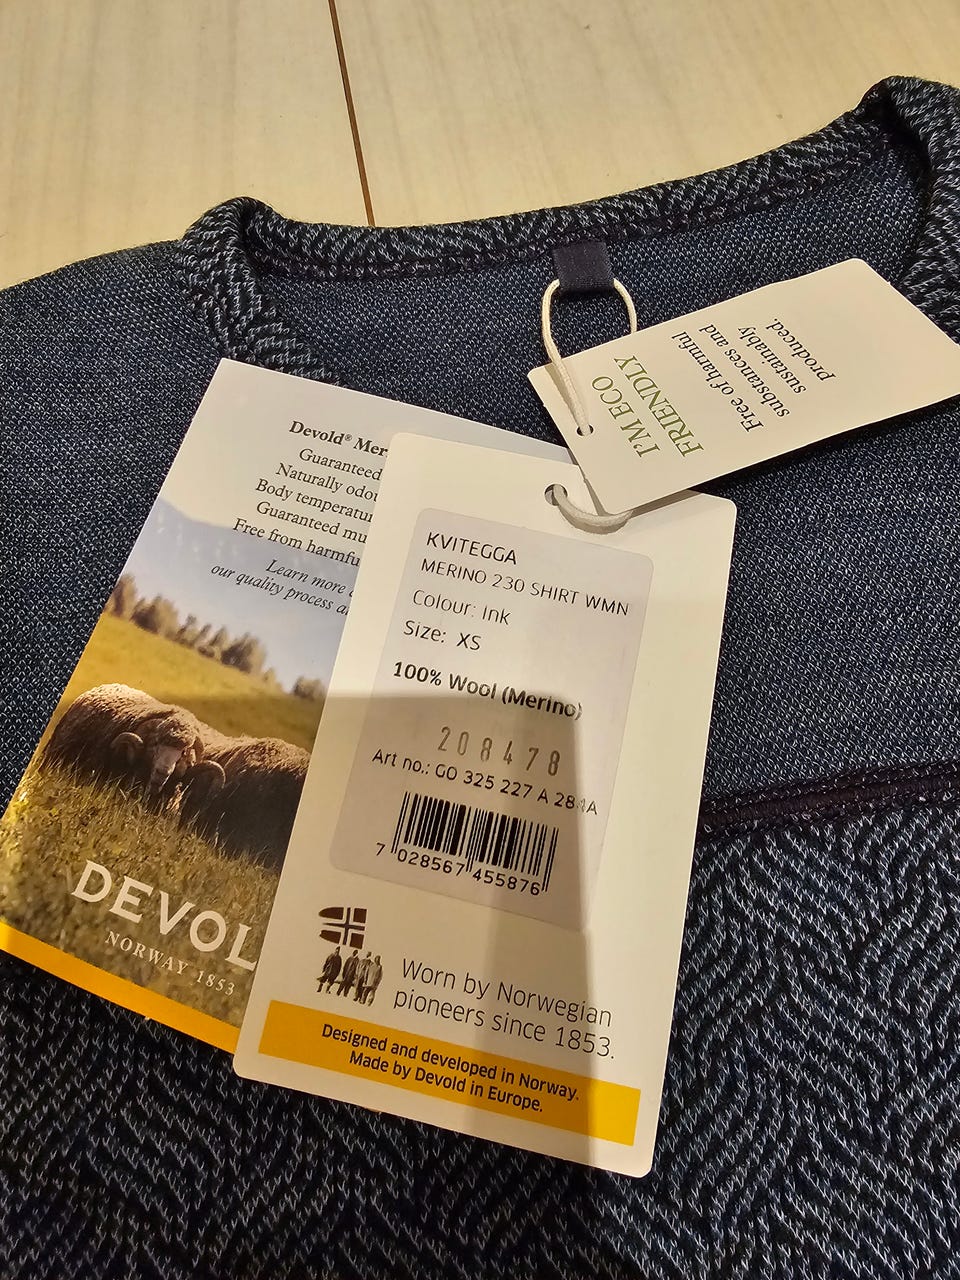 Devold® Mer
Guaranteed
Naturally odou
Body temperatur
Guaranteed mu
Free from harmfu
Learn more
our quality process a
DEVOL
NORWAY 1853
KVITEGGA
MERINO 230 SHIRT WMN
Colour: Ink
Size: XS
100% Wool (Merino)
208478
Art no.: GO 325 227 A 284A
7 028567 455876
Worn by Norwegian
pioneers since 1853.
Designed and developed in Norway.
Made by Devold in Europe.
I'M ECO
FRIENDLY
Free of harmful
substances and
sustainably
produced.